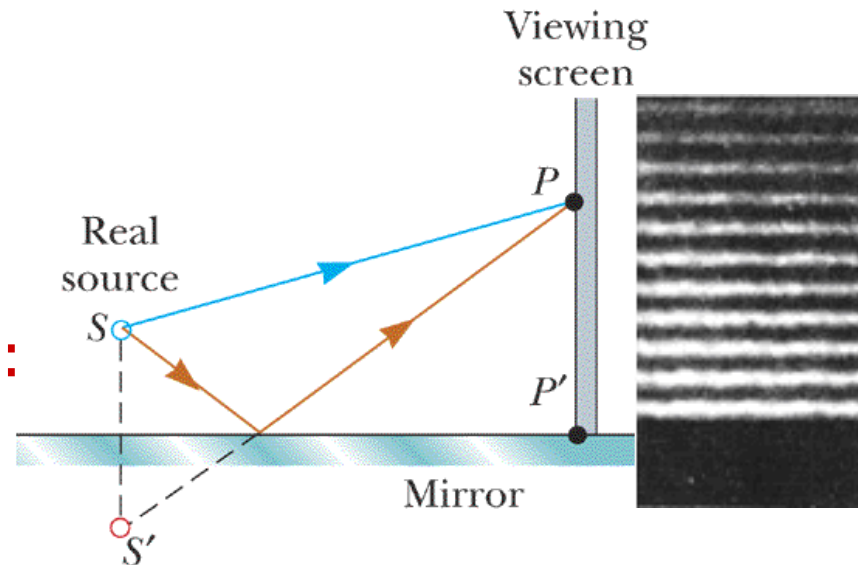 Viewing
screen
P
Real
source
S
:
P′
Mirror
S′